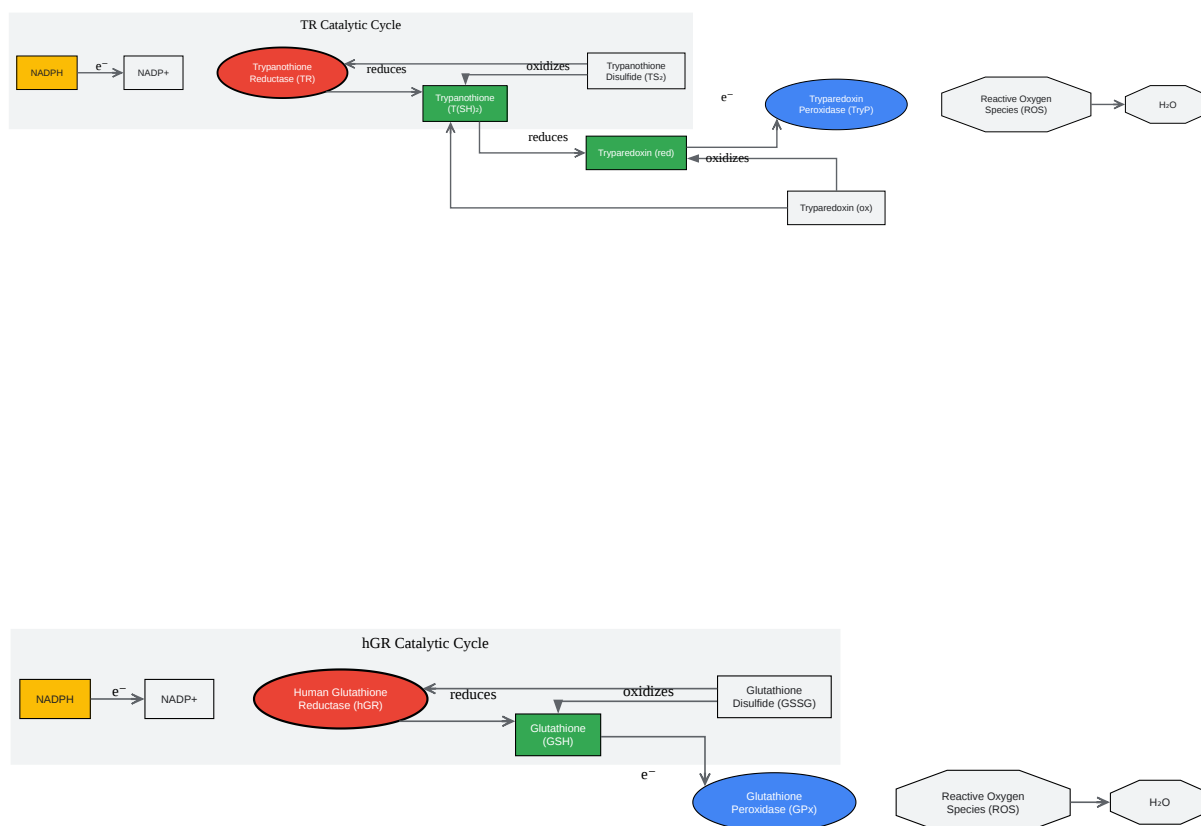 TR Catalytic Cycle
NADPH
e⁻
NADP+
Trypanothione
Reductase (TR)
reduces
oxidizes
Trypanothione
Disulfide (TS₂)
Trypanothione
(T(SH)₂)
reduces
Tryparedoxin (red)
e⁻
Tryparedoxin
Peroxidase (TryP)
oxidizes
Tryparedoxin (ox)
Reactive Oxygen
Species (ROS)
H₂O
hGR Catalytic Cycle
NADPH
e⁻
NADP+
Human Glutathione
Reductase (hGR)
reduces
oxidizes
Glutathione
Disulfide (GSSG)
Glutathione
(GSH)
e⁻
Glutathione
Peroxidase (GPx)
Reactive Oxygen
Species (ROS)
H₂O